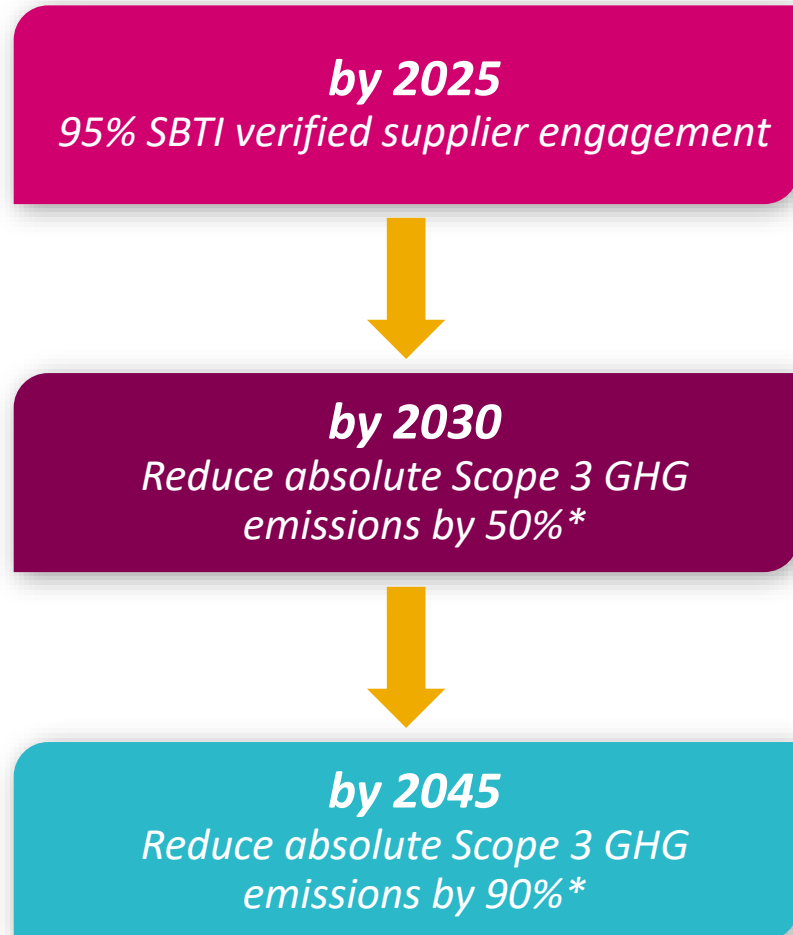 by 2025
95% SBTI verified supplier engagement
by 2030
Reduce absolute Scope 3 GHG
emissions by 50%*
by 2045
Reduce absolute Scope 3 GHG
emissions by 90%*